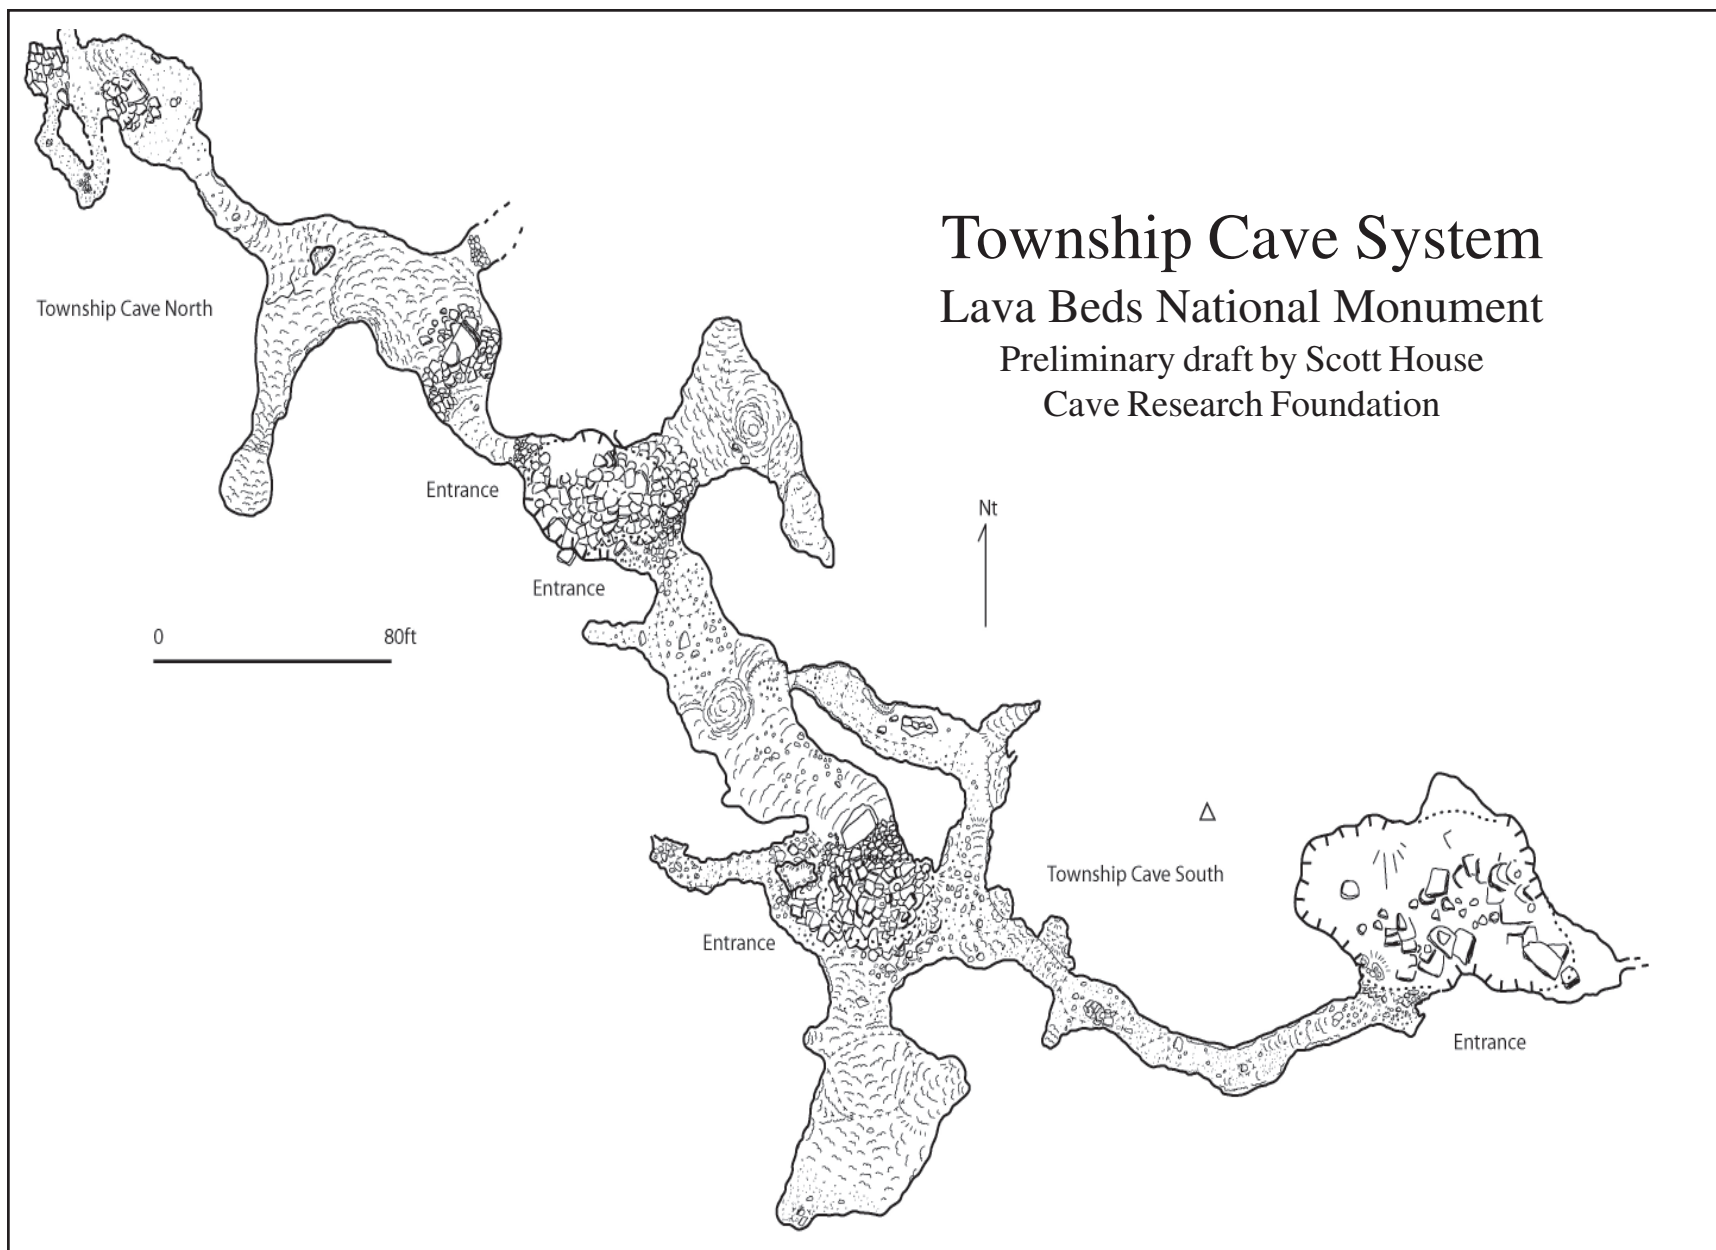 Township Cave System
Lava Beds National Monument
Preliminary draft by Scott House
Cave Research Foundation
Township Cave North
Entrance
Nt
Entrance
0 80ft
Township Cave South
Entrance
Entrance